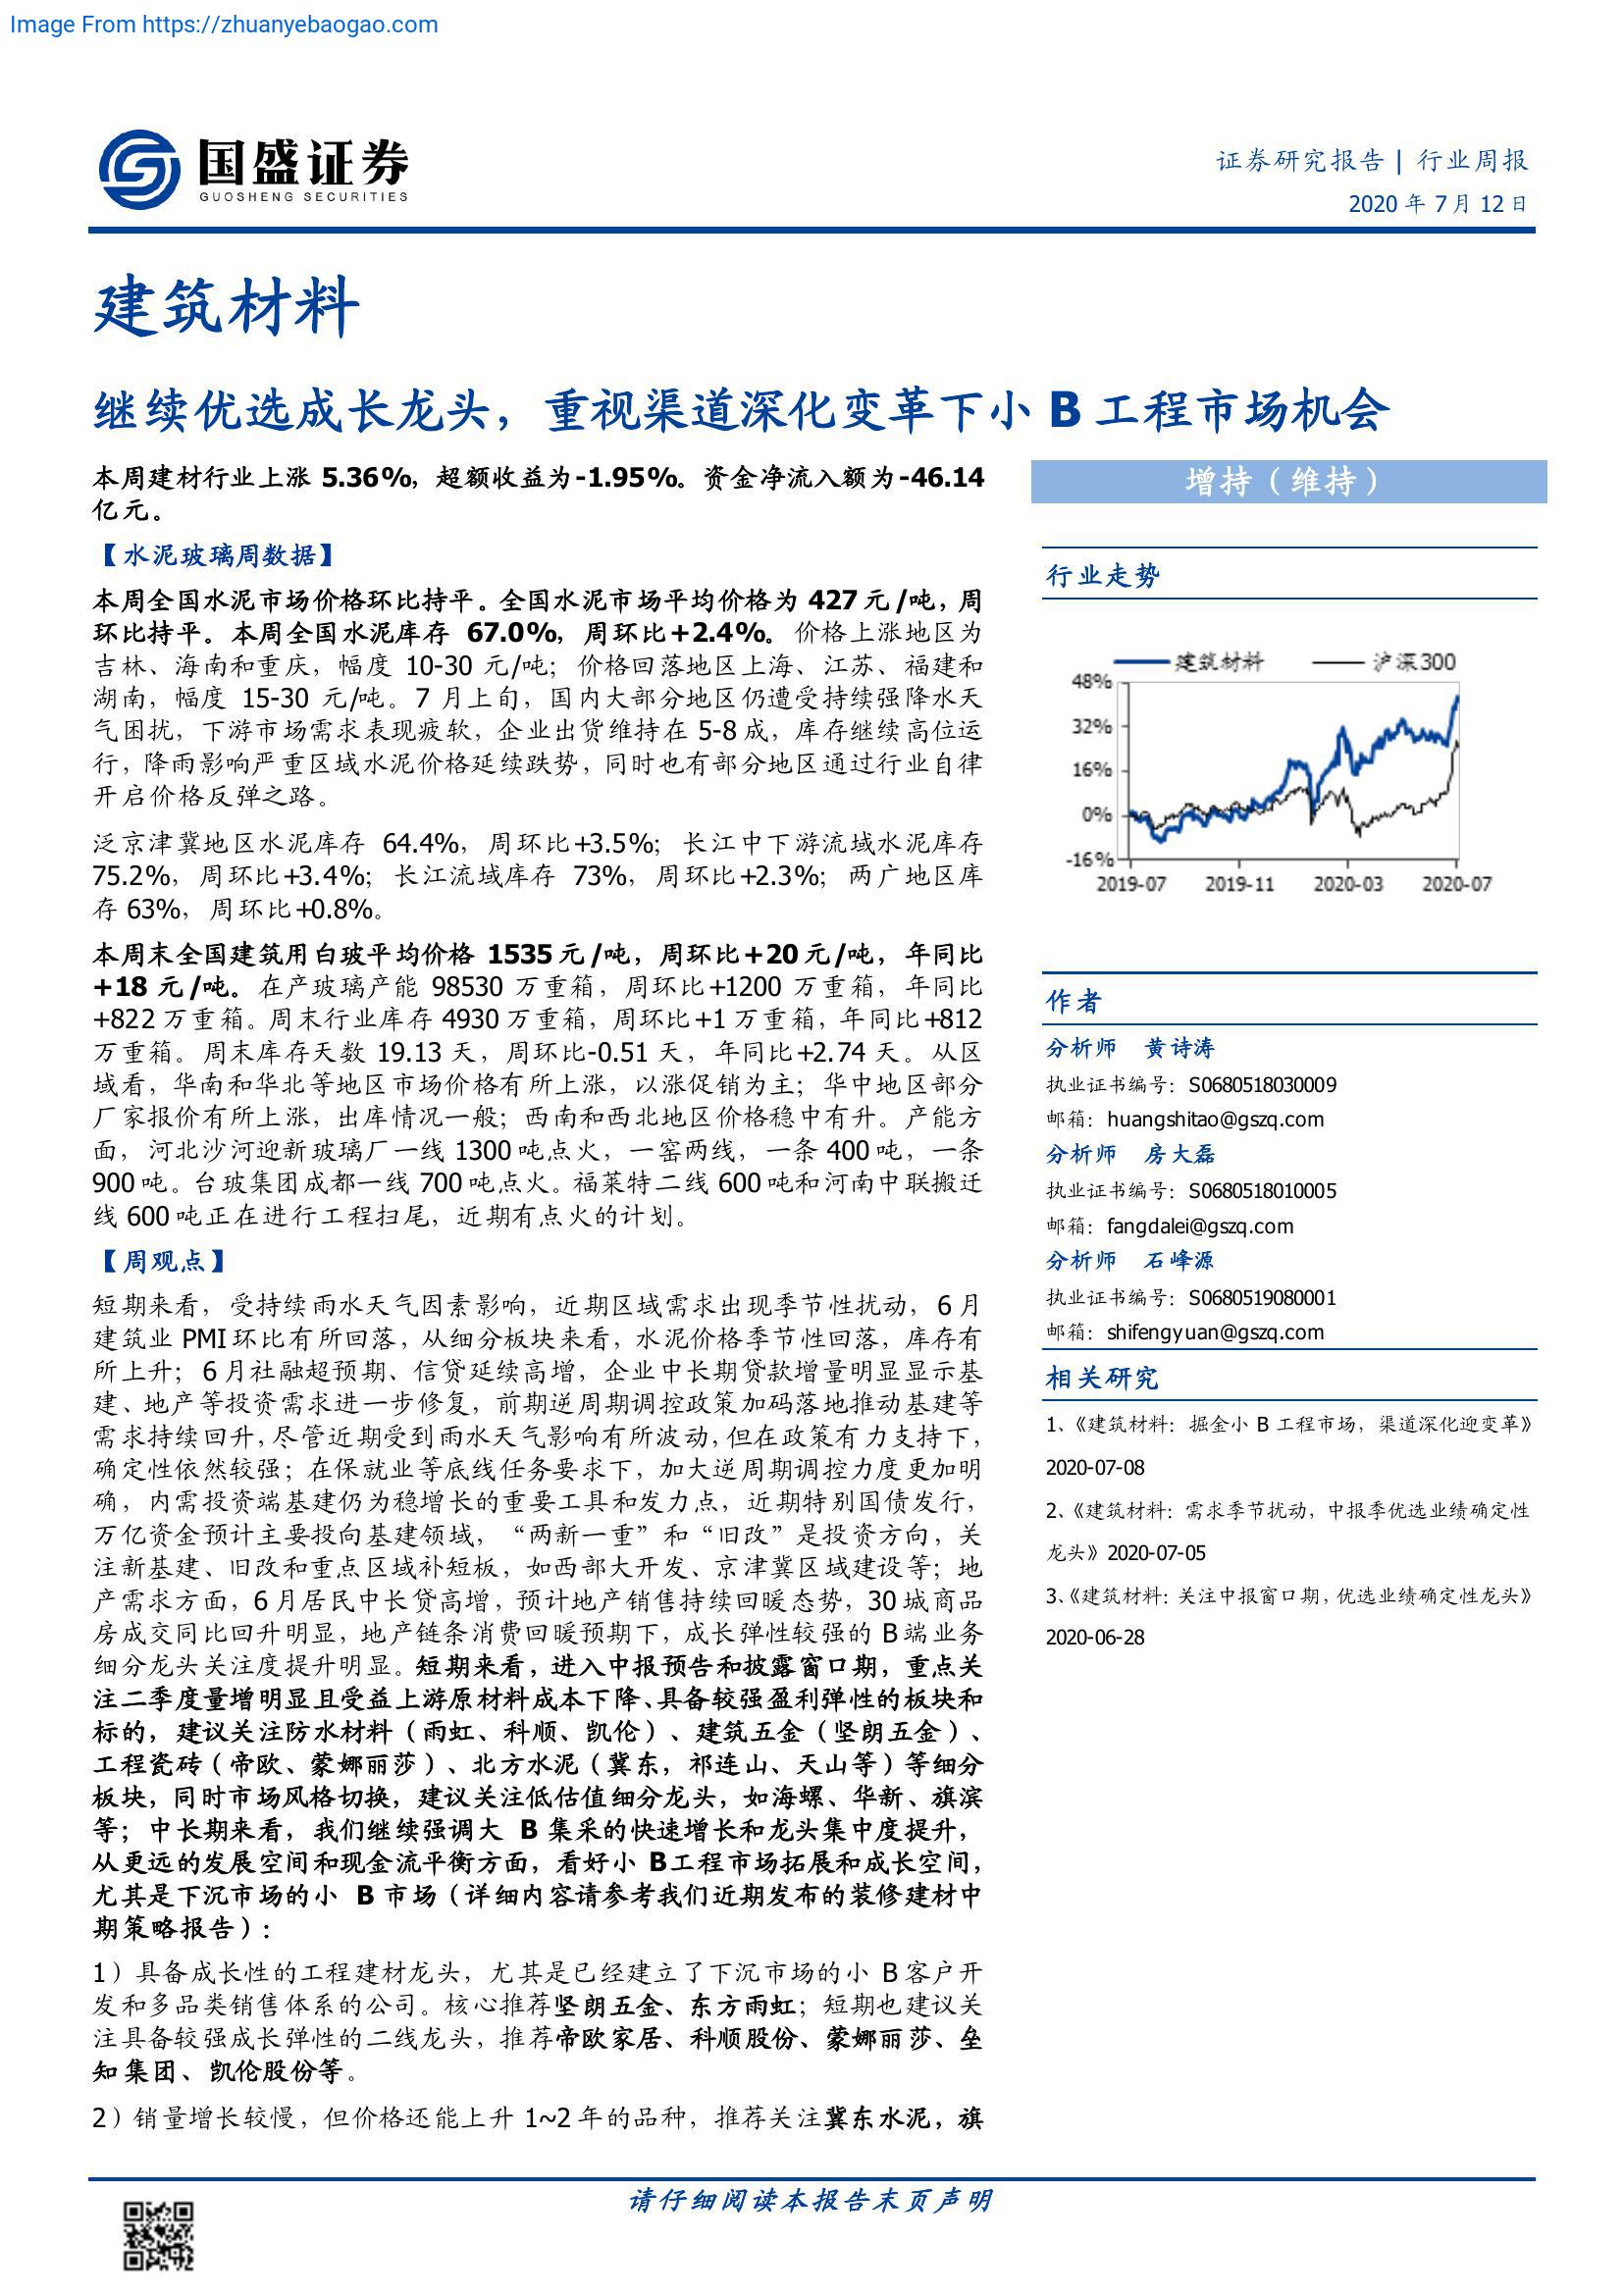 Image From https://zhuanyebaogao.com
国盛证券
GUOSHENG SECURITIES
证券研究报告 | 行业周报
2020 年 7 月 12 日
建筑材料
继续优选成长龙头，重视渠道深化变革下小 B 工程市场机会
本周建材行业上涨 5.36%，超额收益为-1.95%。资金净流入额为-46.14
亿元。
【水泥玻璃周数据】
本周全国水泥市场价格环比持平。全国水泥市场平均价格为 427 元/吨，周
环比持平。本周全国水泥库存 67.0%，周环比+2.4%。价格上涨地区为
吉林、海南和重庆，幅度 10-30 元/吨；价格回落地区上海、江苏、福建和
湖南，幅度 15-30 元/吨。7 月上旬，国内大部分地区仍遭受持续强降水天
气困扰，下游市场需求表现疲软，企业出货维持在 5-8 成，库存继续高位运
行，降雨影响严重区域水泥价格延续跌势，同时也有部分地区通过行业自律
开启价格反弹之路。
泛京津冀地区水泥库存 64.4%，周环比+3.5%；长江中下游流域水泥库存
75.2%，周环比+3.4%；长江流域库存 73%，周环比+2.3%；两广地区库
存 63%，周环比+0.8%。
本周末全国建筑用白玻平均价格 1535 元/吨，周环比+20 元/吨，年同比
+18 元/吨。在产玻璃产能 98530 万重箱，周环比+1200 万重箱，年同比
+822 万重箱。周末行业库存 4930 万重箱，周环比+1 万重箱，年同比+812
万重箱。周末库存天数 19.13 天，周环比-0.51 天，年同比+2.74 天。从区
域看，华南和华北等地区市场价格有所上涨，以涨促销为主；华中地区部分
厂家报价有所上涨，出库情况一般；西南和西北地区价格稳中有升。产能方
面，河北沙河迎新玻璃厂一线 1300 吨点火，一窑两线，一条 400 吨，一条
900 吨。台玻集团成都一线 700 吨点火。福莱特二线 600 吨和河南中联搬迁
线 600 吨正在进行工程扫尾，近期有点火的计划。
【周观点】
短期来看，受持续雨水天气因素影响，近期区域需求出现季节性扰动，6 月
建筑业 PMI 环比有所回落，从细分板块来看，水泥价格季节性回落，库存有
所上升；6 月社融超预期、信贷延续高增，企业中长期贷款增量明显显示基
建、地产等投资需求进一步修复，前期逆周期调控政策加码落地推动基建等
需求持续回升，尽管近期受到雨水天气影响有所波动，但在政策有力支持下，
确定性依然较强；在保就业等底线任务要求下，加大逆周期调控力度更加明
确，内需投资端基建仍为稳增长的重要工具和发力点，近期特别国债发行，
万亿资金预计主要投向基建领域，“两新一重”和“旧改”是投资方向，关
注新基建、旧改和重点区域补短板，如西部大开发、京津冀区域建设等；地
产需求方面，6 月居民中长贷高增，预计地产销售持续回暖态势，30 城商品
房成交同比回升明显，地产链条消费回暖预期下，成长弹性较强的 B 端业务
细分龙头关注度提升明显。短期来看，进入中报预告和披露窗口期，重点关
注二季度量增明显且受益上游原材料成本下降、具备较强盈利弹性的板块和
标的，建议关注防水材料（雨虹、科顺、凯伦）、建筑五金（坚朗五金）、
工程瓷砖（帝欧、蒙娜丽莎）、北方水泥（冀东，祁连山、天山等）等细分
板块，同时市场风格切换，建议关注低估值细分龙头，如海螺、华新、旗滨
等；中长期来看，我们继续强调大 B 集采的快速增长和龙头集中度提升，
从更远的发展空间和现金流平衡方面，看好小 B工程市场拓展和成长空间，
尤其是下沉市场的小 B 市场（详细内容请参考我们近期发布的装修建材中
期策略报告）：
1）具备成长性的工程建材龙头，尤其是已经建立了下沉市场的小 B 客户开
发和多品类销售体系的公司。核心推荐坚朗五金、东方雨虹；短期也建议关
注具备较强成长弹性的二线龙头，推荐帝欧家居、科顺股份、蒙娜丽莎、垒
知集团、凯伦股份等。
2）销量增长较慢，但价格还能上升 1~2 年的品种，推荐关注冀东水泥，旗
增持（维持）
行业走势
建筑材料 沪深300
48%
32%
16%
0%
-16%
2019-07 2019-11 2020-03 2020-07
作者
分析师 黄诗涛
执业证书编号：S0680518030009
邮箱：huangshitao@gszq.com
分析师 房大磊
执业证书编号：S0680518010005
邮箱：fangdalei@gszq.com
分析师 石峰源
执业证书编号：S0680519080001
邮箱：shifengyuan@gszq.com
相关研究
1、《建筑材料：掘金小 B 工程市场，渠道深化迎变革》
2020-07-08
2、《建筑材料：需求季节扰动，中报季优选业绩确定性
龙头》2020-07-05
3、《建筑材料：关注中报窗口期，优选业绩确定性龙头》
2020-06-28
请仔细阅读本报告末页声明